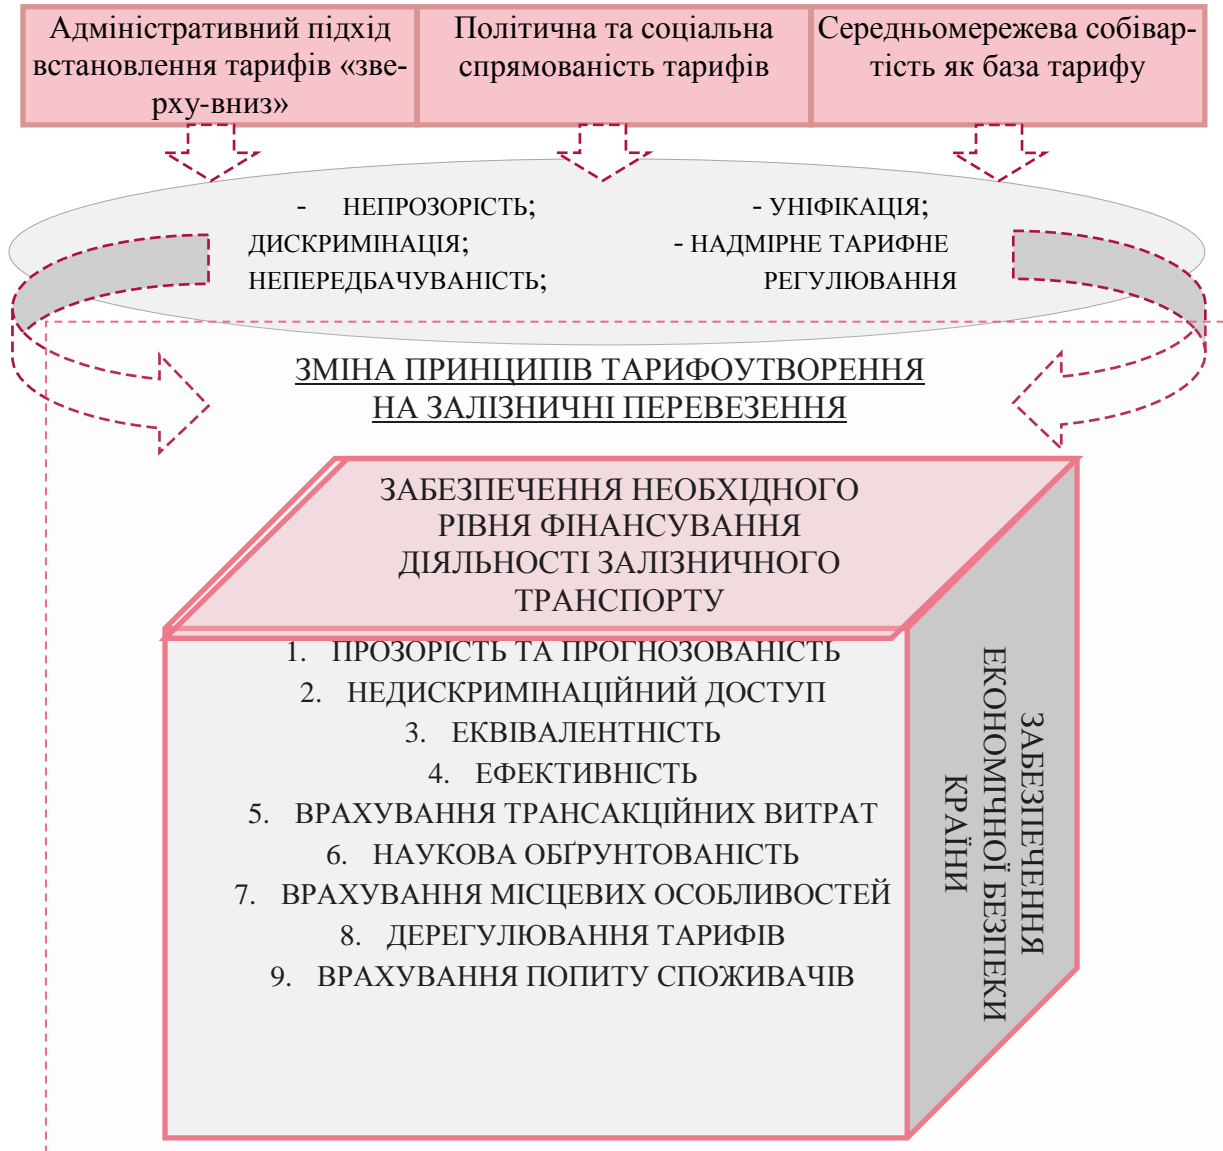 Адміністративний підхід
встановлення тарифів «зве-
рху-вниз»
Політична та соціальна
спрямованість тарифів
Середньомережева собівар-
тість як база тарифу
- НЕПРОЗОРІСТЬ;
ДИСКРИМІНАЦІЯ;
НЕПЕРЕДБАЧУВАНІСТЬ;
- УНІФІКАЦІЯ;
- НАДМІРНЕ ТАРИФНЕ
РЕГУЛЮВАННЯ
ЗМІНА ПРИНЦИПІВ ТАРИФОУТВОРЕННЯ
НА ЗАЛІЗНИЧНІ ПЕРЕВЕЗЕННЯ
ЗАБЕЗПЕЧЕННЯ НЕОБХІДНОГО
РІВНЯ ФІНАНСУВАННЯ
ДІЯЛЬНОСТІ ЗАЛІЗНИЧНОГО
ТРАНСПОРТУ
1. ПРОЗОРІСТЬ ТА ПРОГНОЗОВАНІСТЬ
2. НЕДИСКРИМІНАЦІЙНИЙ ДОСТУП
3. ЕКВІВАЛЕНТНІСТЬ
4. ЕФЕКТИВНІСТЬ
5. ВРАХУВАННЯ ТРАНСАКЦІЙНИХ ВИТРАТ
6. НАУКОВА ОБҐРУНТОВАНІСТЬ
7. ВРАХУВАННЯ МІСЦЕВИХ ОСОБЛИВОСТЕЙ
8. ДЕРЕГУЛЮВАННЯ ТАРИФІВ
9. ВРАХУВАННЯ ПОПИТУ СПОЖИВАЧІВ
ЗАБЕЗПЕЧЕННЯ
ЕКОНОМІЧНОЇ БЕЗПЕКИ
КРАЇНИ